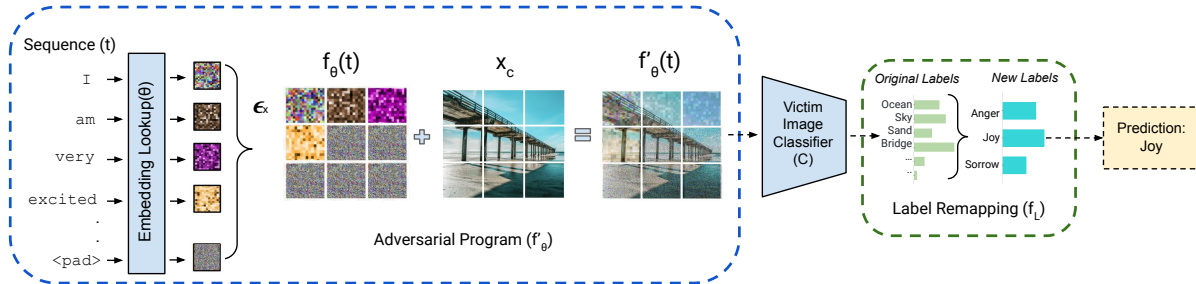 Sequence (t)
I
am
very
excited
.
.
<pad>
Embedding Lookup(θ)
ϵx
fθ(t)
+
xc
=
f'θ(t)
Adversarial Program (f'θ)
Victim
Image
Classifier
(C)
Original Labels
Ocean
Sky
Sand
Bridge
...
..
New Labels
Anger
Joy
Sorrow
Label Remapping (fL)
Prediction:
Joy